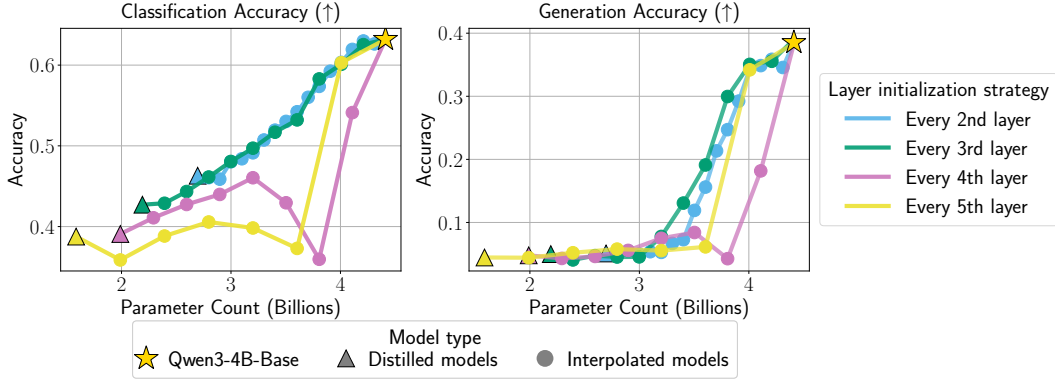 Classification Accuracy (↑)
Accuracy
0.6
0.5
0.4
2
3
4
Parameter Count (Billions)
Generation Accuracy (↑)
Accuracy
0.4
0.3
0.2
0.1
2
3
4
Parameter Count (Billions)
Layer initialization strategy
Every 2nd layer
Every 3rd layer
Every 4th layer
Every 5th layer
Model type
Qwen3-4B-Base
Distilled models
Interpolated models